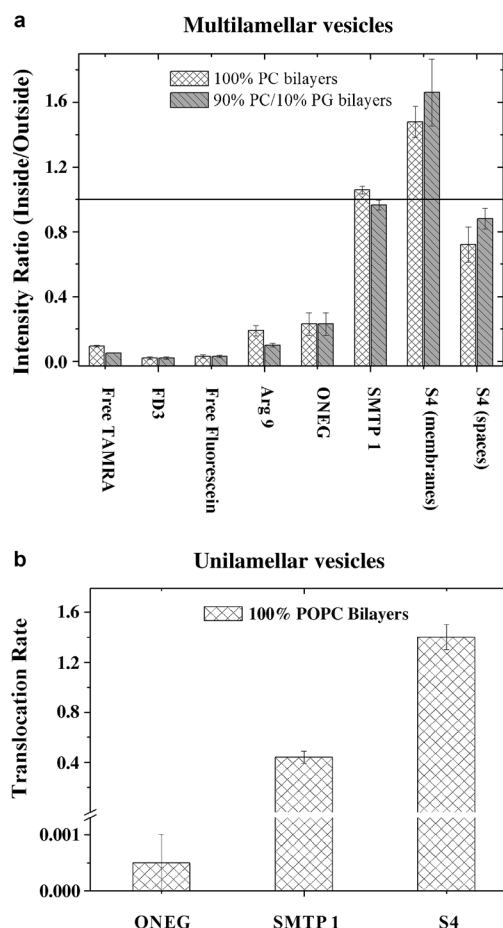 a
Multilamellar vesicles
100% PC bilayers
90% PC/10% PG bilayers
Intensity Ratio (Inside/Outside)
1.6
1.2
0.8
0.4
0.0
Free TAMRA
FD3
Free Fluorescein
Arg 9
ONEG
SMTP 1
S4 (membranes)
S4 (spaces)
b
Unilamellar vesicles
100% POPC Bilayers
Translocation Rate
1.6
1.2
0.8
0.4
0.001
0.000
ONEG
SMTP 1
S4